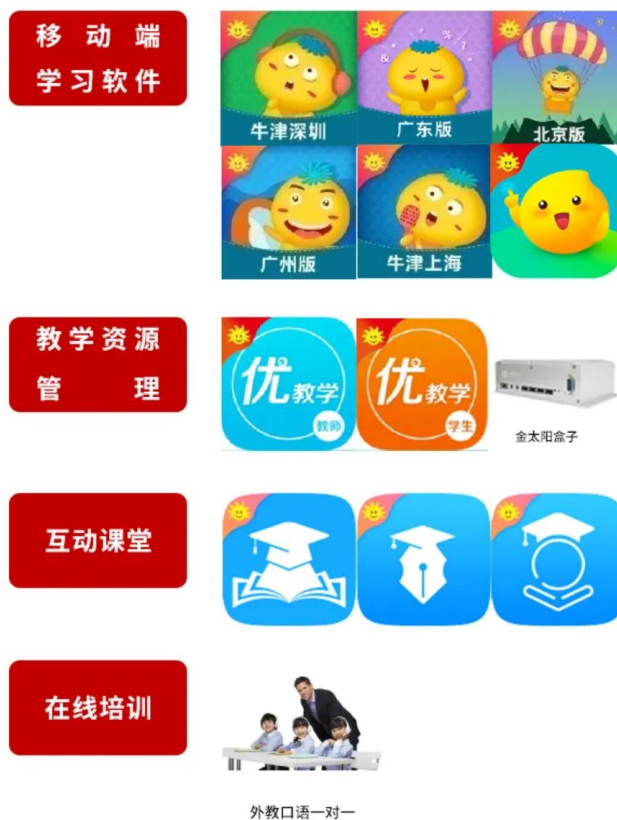 移动端
学习软件
牛津深圳
广东版
北京版
&
%
?
广州版
牛津上海
教学资源
管理
优教学
教师
优教学
学生
金太阳盒子
互动课堂
在线培训
外教口语一对一